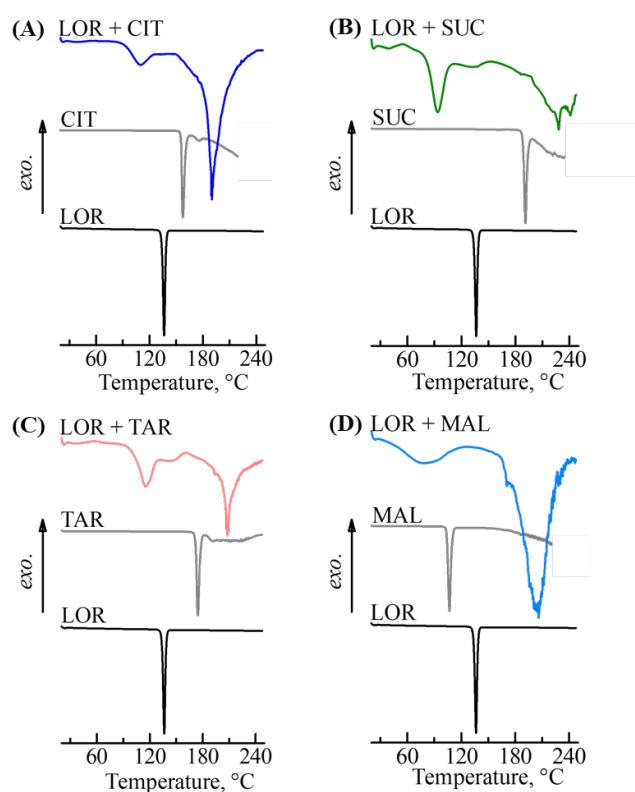 (A)
LOR + CIT
CIT
LOR
exo.
60 120 180 240
Temperature, °C
(B)
LOR + SUC
SUC
LOR
exo.
60 120 180 240
Temperature, °C
(C)
LOR + TAR
TAR
LOR
exo.
60 120 180 240
Temperature, °C
(D)
LOR + MAL
MAL
LOR
exo.
60 120 180 240
Temperature, °C